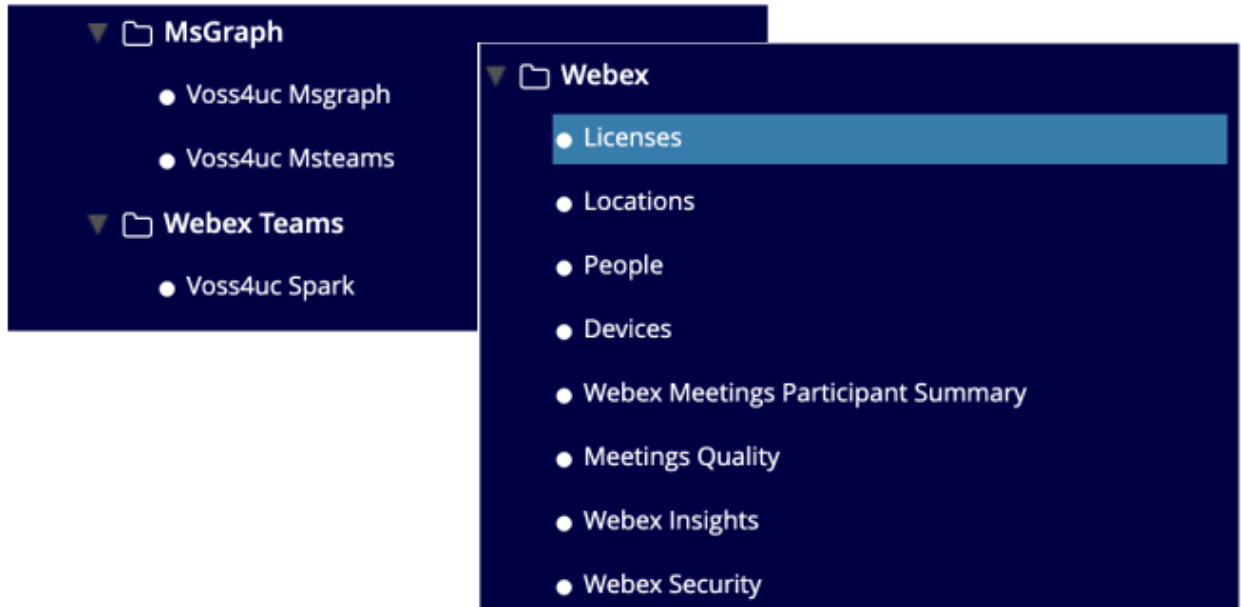 MsGraph
Voss4uc Msgraph
Voss4uc Msteams
Webex Teams
Voss4uc Spark
Webex
Licenses
Locations
People
Devices
Webex Meetings Participant Summary
Meetings Quality
Webex Insights
Webex Security